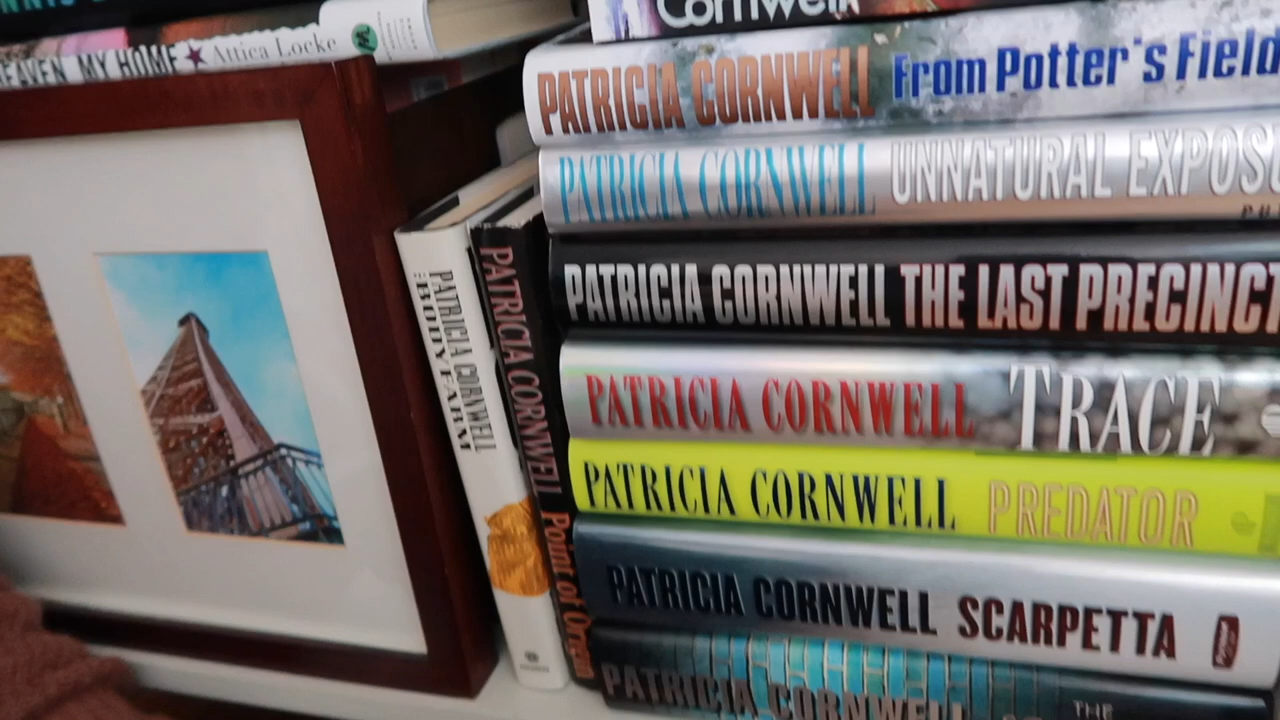 HEAVEN, MY HOME ★ Attica Locke
Cornwell
PATRICIA CORNWELL From Potter's Field
PATRICIA CORNWELL UNNATURAL EXPOSU
PATRICIA CORNWELL THE LAST PRECINCT
PATRICIA CORNWELL TRACE
PATRICIA CORNWELL PREDATOR
PATRICIA CORNWELL SCARPETTA
PATRICIA CORNWELL
THE
PATRICIA CORNWELL
THE BODY FARM
PATRICIA CORNWELL Point of Origin